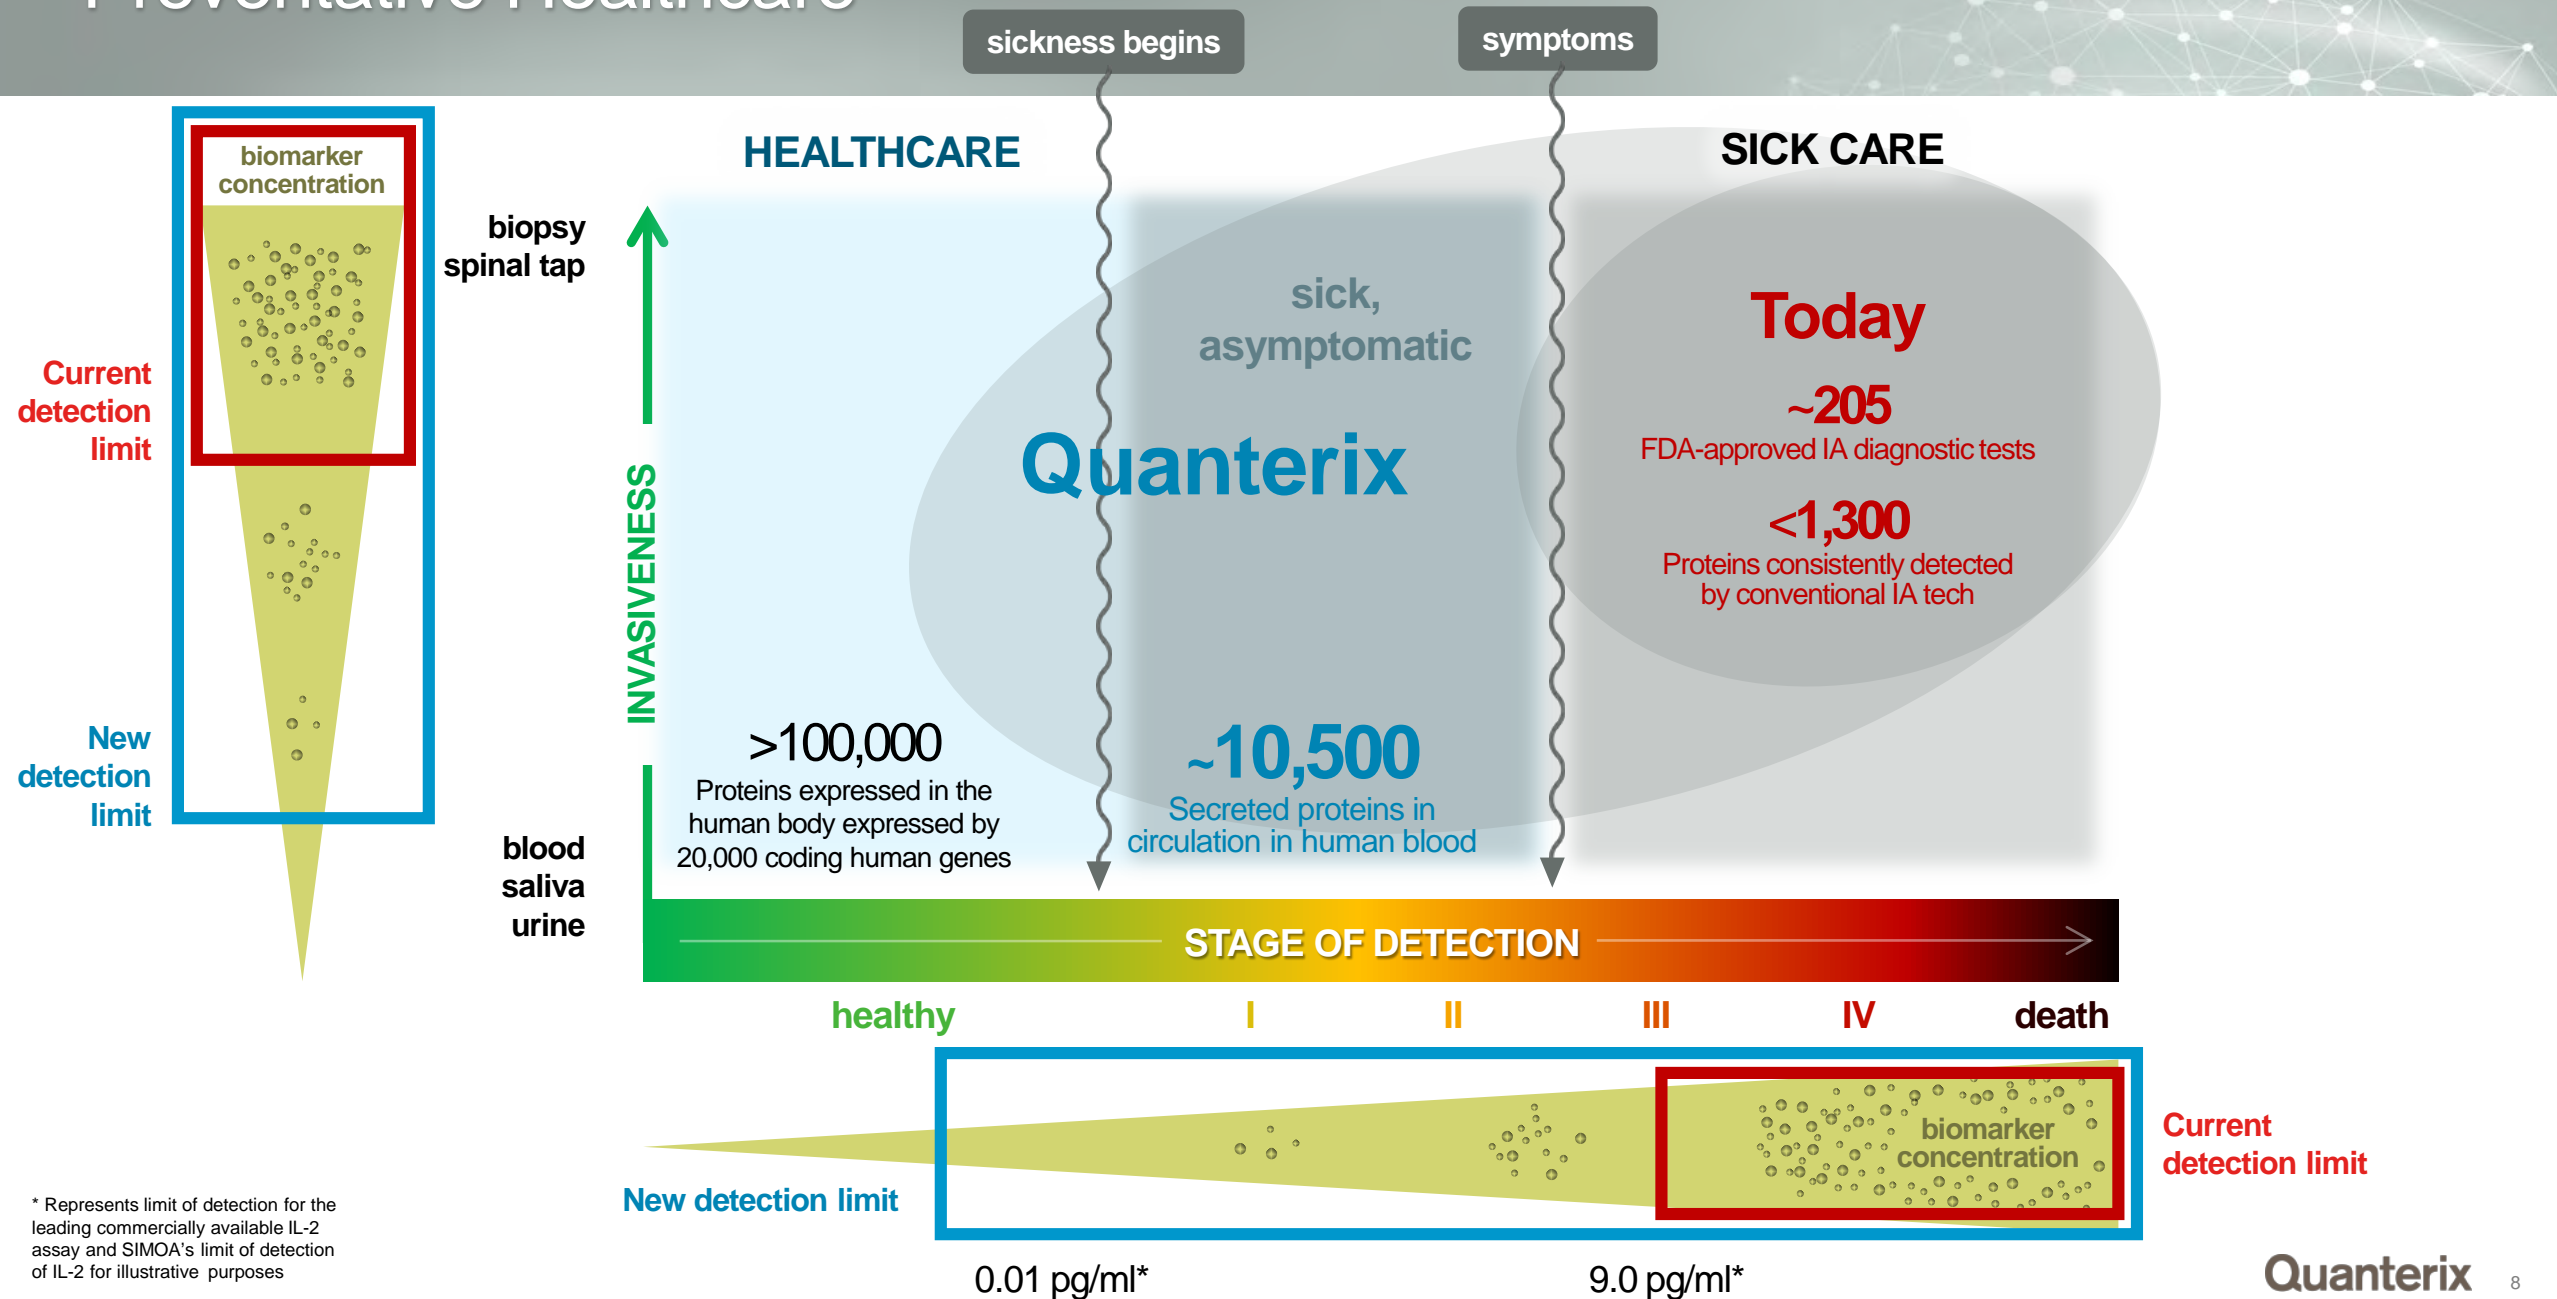 Preventative Healthcare
sickness begins
symptoms
HEALTHCARE
SICK CARE
biomarker
concentration
biopsy
spinal tap
Current
detection
limit
New
detection
limit
blood
saliva
urine
INVASIVENESS
sick,
asymptomatic
Quanterix
Today
~205
FDA-approved IA diagnostic tests
<1,300
Proteins consistently detected
by conventional IA tech
>100,000
Proteins expressed in the
human body expressed by
20,000 coding human genes
~10,500
Secreted proteins in
circulation in human blood
STAGE OF DETECTION
healthy
I
II
III
IV
death
biomarker
concentration
Current
detection limit
New detection limit
0.01 pg/ml*
9.0 pg/ml*
* Represents limit of detection for the
leading commercially available IL-2
assay and SIMOA's limit of detection
of IL-2 for illustrative purposes
Quanterix
8